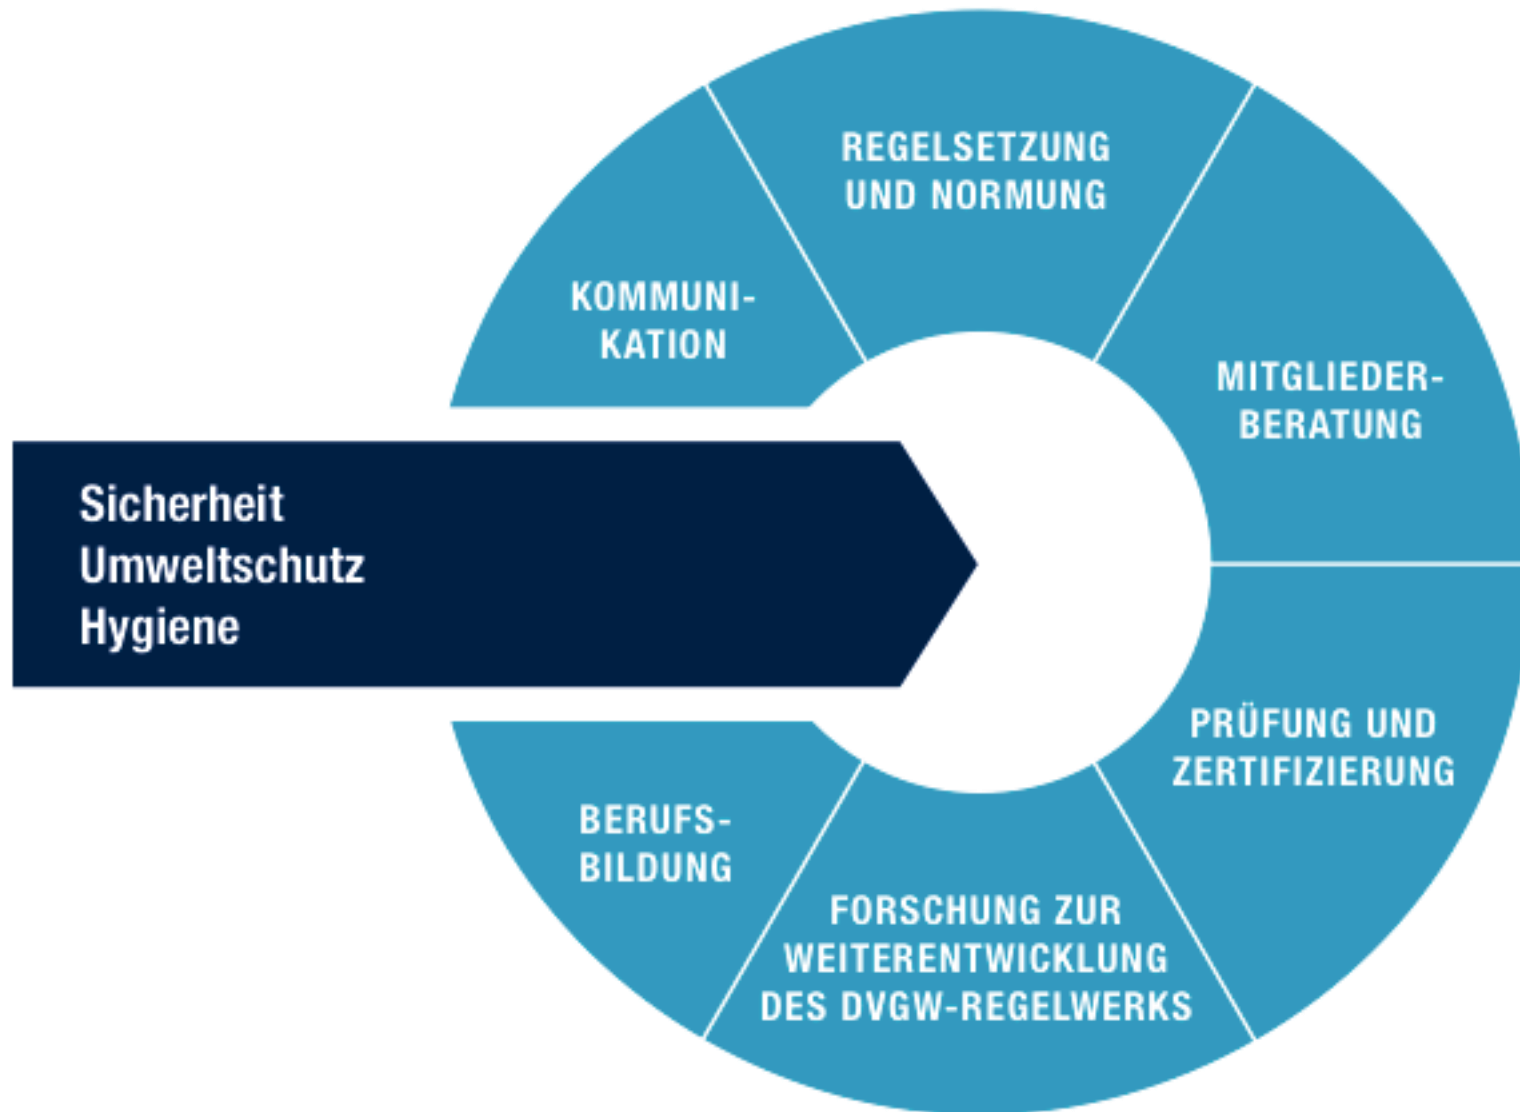 REGELSETZUNG
UND NORMUNG
KOMMUNI-
KATION
MITGLIEDER-
BERATUNG
Sicherheit
Umweltschutz
Hygiene
PRÜFUNG UND
ZERTIFIZIERUNG
BERUFS-
BILDUNG
FORSCHUNG ZUR
WEITERENTWICKLUNG
DES DVGW-REGELWERKS